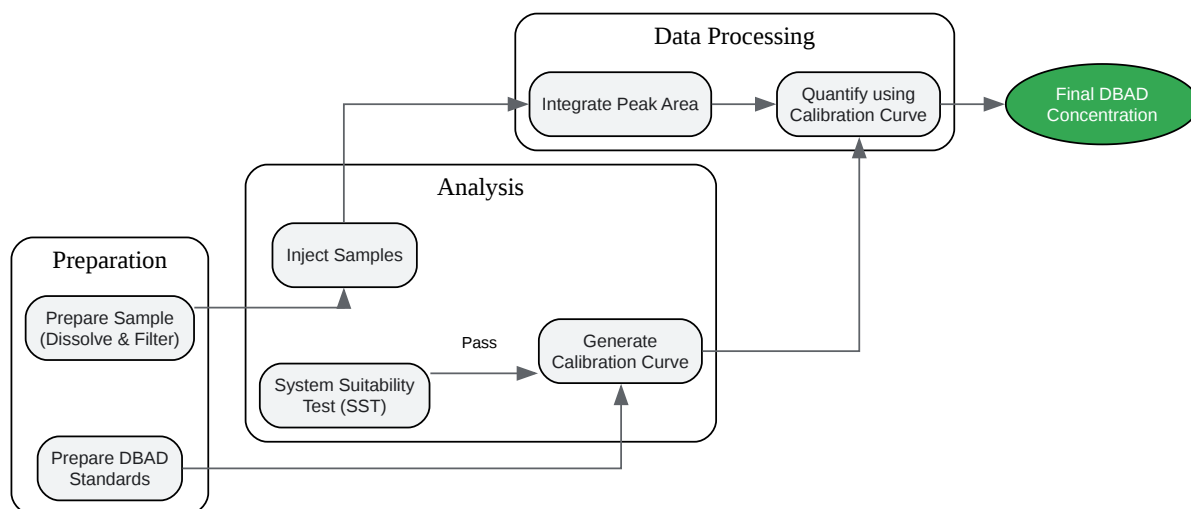 Data Processing
Integrate Peak Area
Quantify using
Calibration Curve
Final DBAD
Concentration
Analysis
Inject Samples
Pass
Generate
Calibration Curve
System Suitability
Test (SST)
Preparation
Prepare Sample
(Dissolve & Filter)
Prepare DBAD
Standards